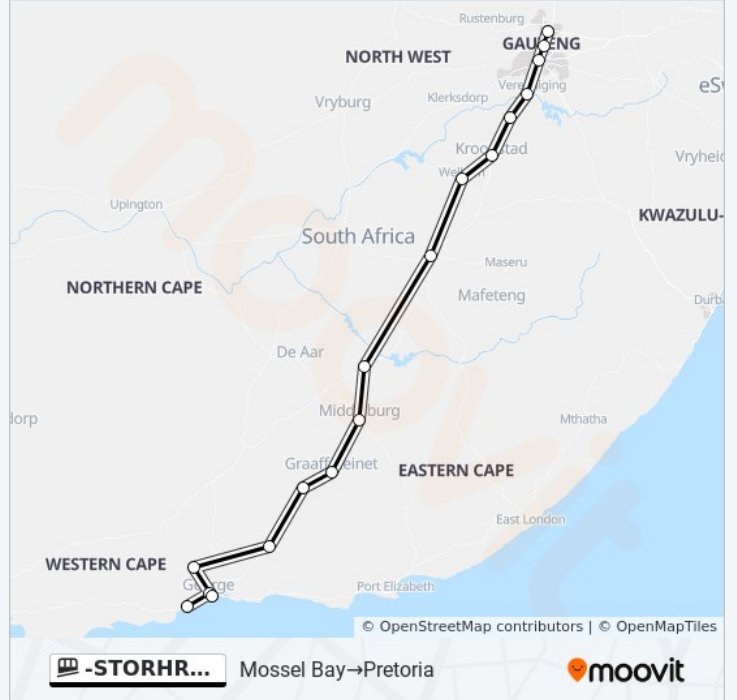 Rustenburg
GAUTENG
NORTH WEST
Vereeniging
eSw
Klerksdorp
Vryburg
Kroonstad
Vryheid
Welkom
Upington
KWAZULU-
South Africa
Maseru
NORTHERN CAPE
Mafeteng
Durba
De Aar
Middelburg
dorp
Mthatha
Graaff-Reinet
EASTERN CAPE
East London
WESTERN CAPE
George
Port Elizabeth
© OpenStreetMap contributors | © OpenMapTiles
-STORHR...
Mossel Bay→Pretoria
moovit
moovit